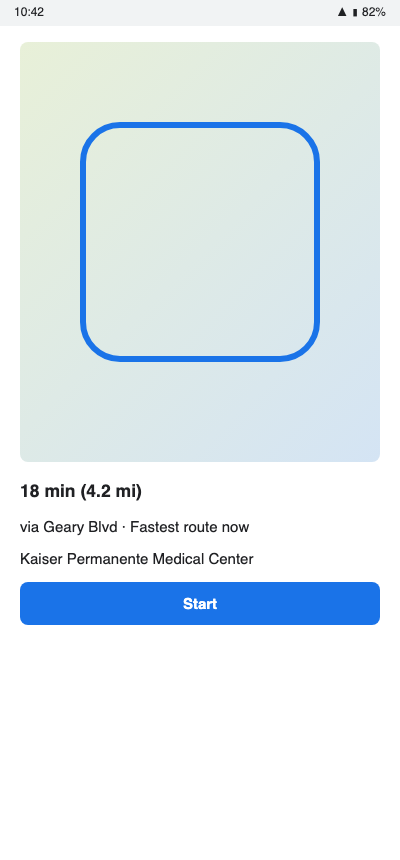 10:42
82%
18 min (4.2 mi)
via Geary Blvd · Fastest route now
Kaiser Permanente Medical Center
Start